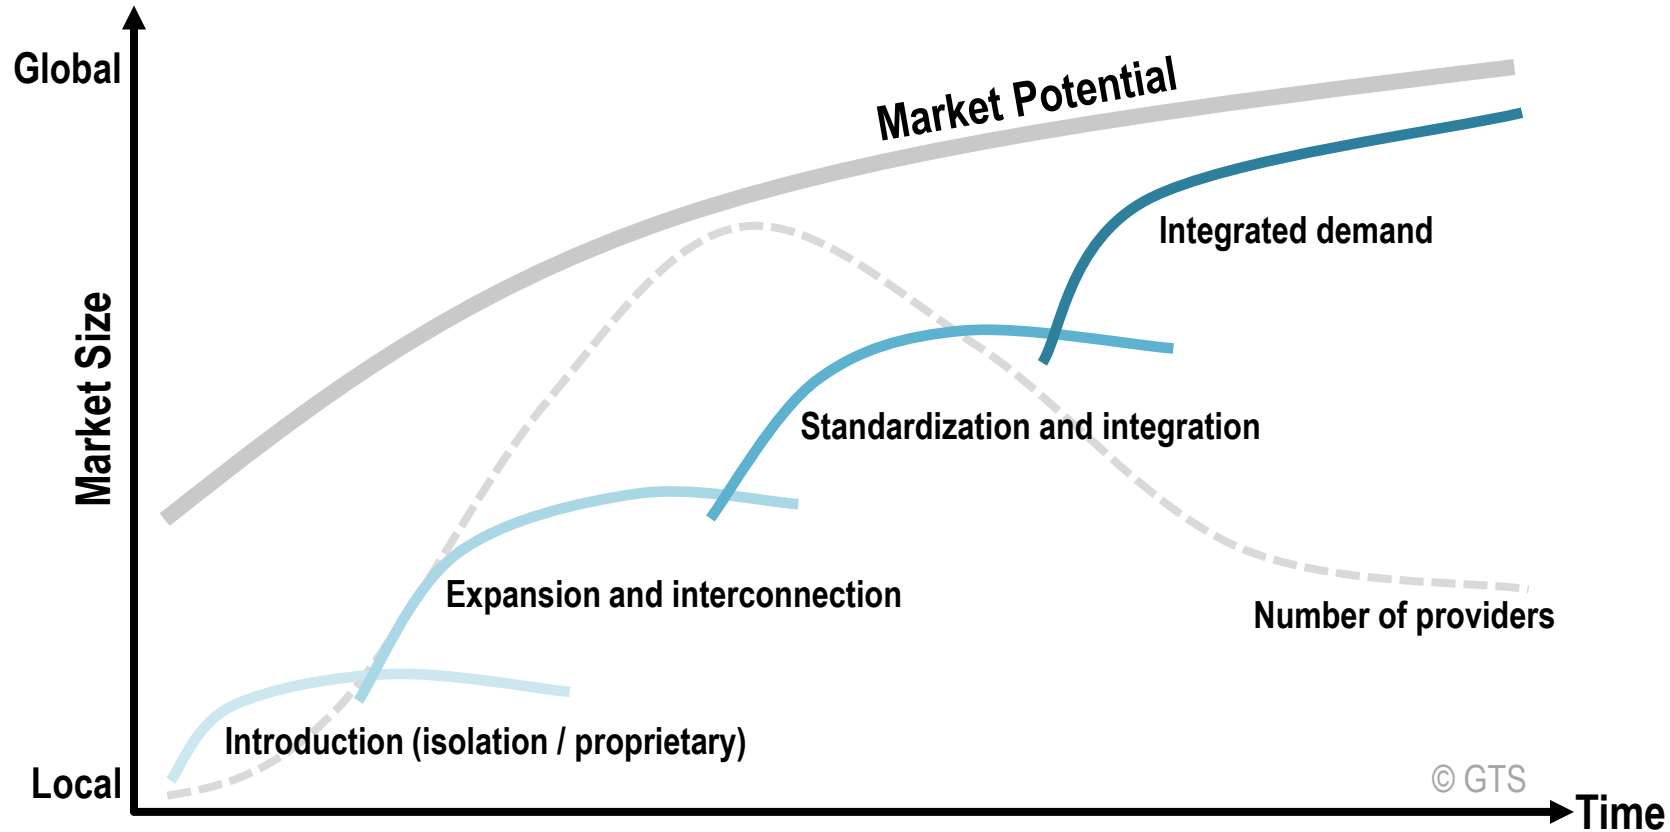 Global
Market Potential
Integrated demand
Market Size
Standardization and integration
Expansion and interconnection
Number of providers
Introduction (isolation / proprietary)
Local
© GTS
Time